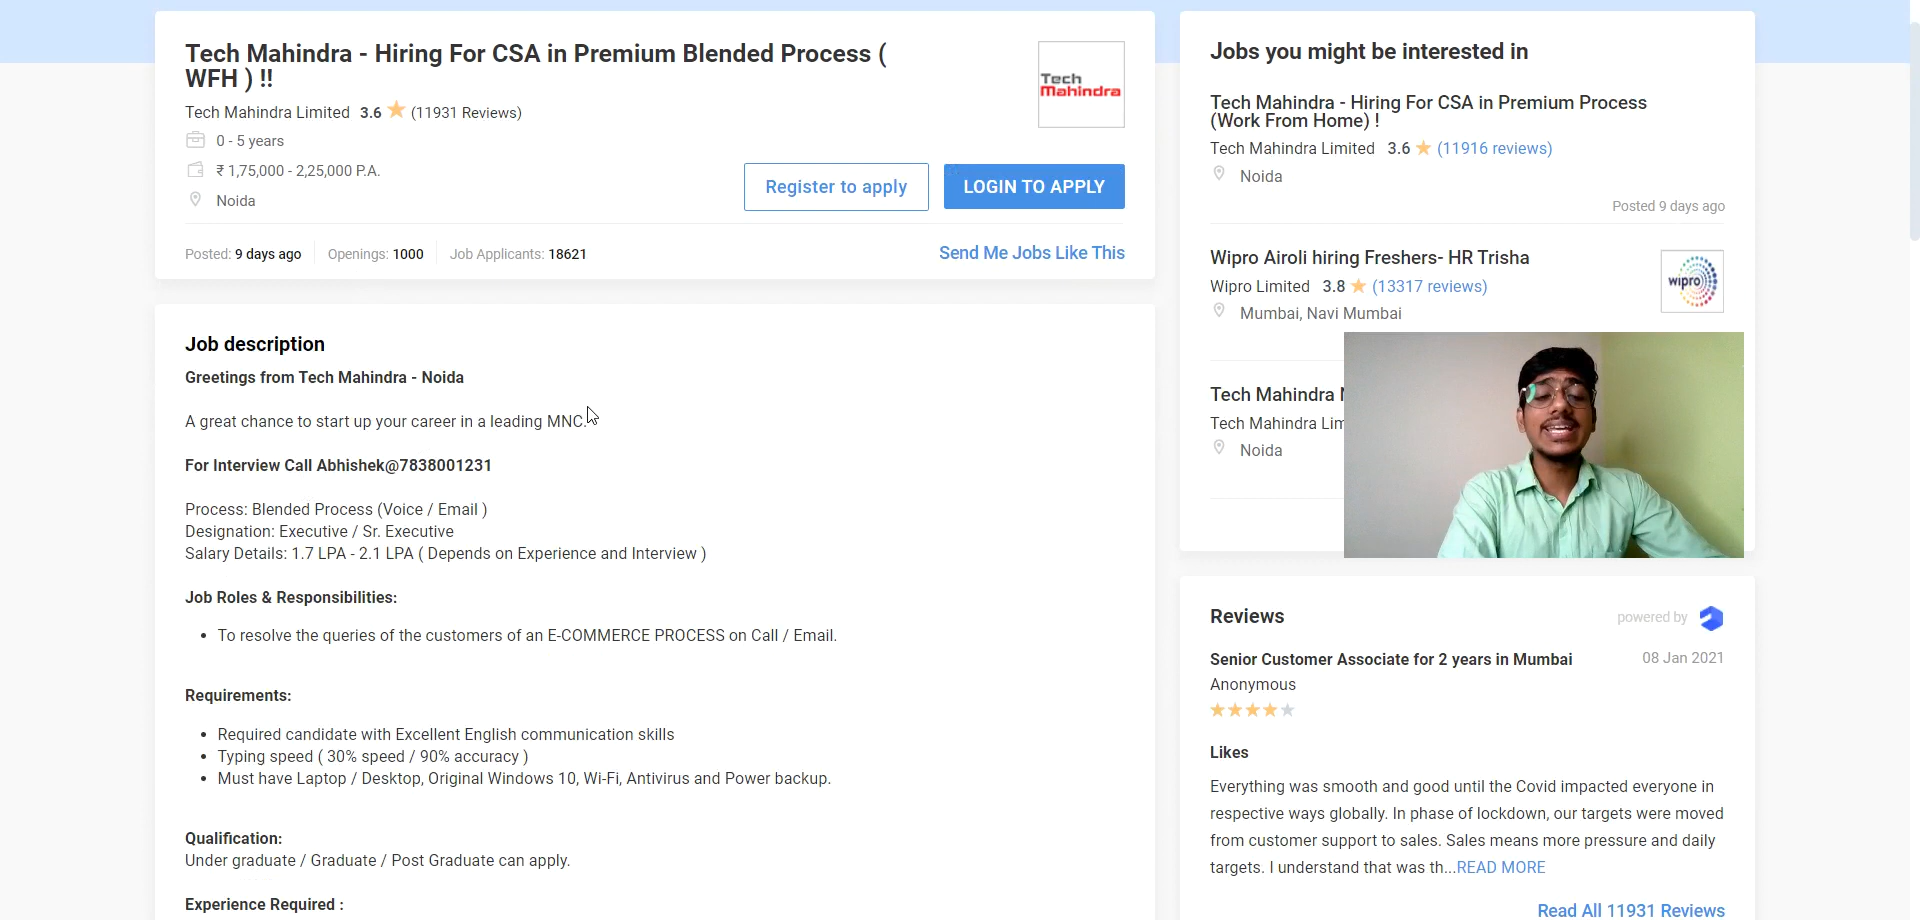 Tech Mahindra - Hiring For CSA in Premium Blended Process (
WFH ) !!
Tech Mahindra Limited 3.6 (11931 Reviews)
0 - 5 years
₹ 1,75,000 - 2,25,000 P.A.
Noida
Register to apply
LOGIN TO APPLY
Posted: 9 days ago
Openings: 1000
Job Applicants: 18621
Send Me Jobs Like This
Tech
Mahindra
Job description
Greetings from Tech Mahindra - Noida
A great chance to start up your career in a leading MNC.
For Interview Call Abhishek@7838001231
Process: Blended Process (Voice / Email )
Designation: Executive / Sr. Executive
Salary Details: 1.7 LPA - 2.1 LPA ( Depends on Experience and Interview )
Job Roles & Responsibilities:
• To resolve the queries of the customers of an E-COMMERCE PROCESS on Call / Email.
Requirements:
• Required candidate with Excellent English communication skills
• Typing speed ( 30% speed / 90% accuracy )
• Must have Laptop / Desktop, Original Windows 10, Wi-Fi, Antivirus and Power backup.
Qualification:
Under graduate / Graduate / Post Graduate can apply.
Experience Required :
Jobs you might be interested in
Tech Mahindra - Hiring For CSA in Premium Process
(Work From Home) !
Tech Mahindra Limited 3.6 (11916 reviews)
Noida
Posted 9 days ago
Wipro Airoli hiring Freshers- HR Trisha
Wipro Limited 3.8 (13317 reviews)
Mumbai, Navi Mumbai
wipro
Tech Mahindra
Tech Mahindra Lim
Noida
Reviews
powered by
Senior Customer Associate for 2 years in Mumbai
08 Jan 2021
Anonymous
Likes
Everything was smooth and good until the Covid impacted everyone in
respective ways globally. In phase of lockdown, our targets were moved
from customer support to sales. Sales means more pressure and daily
targets. I understand that was th...READ MORE
Read All 11931 Reviews